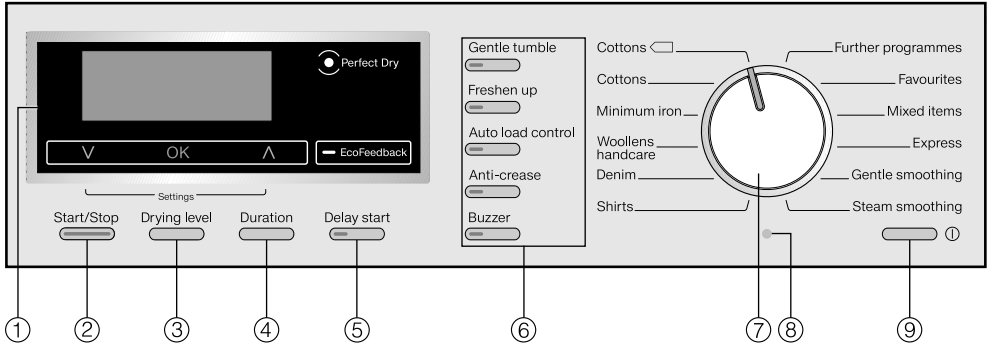 Perfect Dry
OK
EcoFeedback
Settings
Start/Stop
Drying level
Duration
Delay start
Gentle tumble
Freshen up
Auto load control
Anti-crease
Buzzer
Cottons
Cottons
Minimum iron
Woollens
handcare
Denim
Shirts
Further programmes
Favourites
Mixed items
Express
Gentle smoothing
Steam smoothing
1
2
3
4
5
6
7
8
9